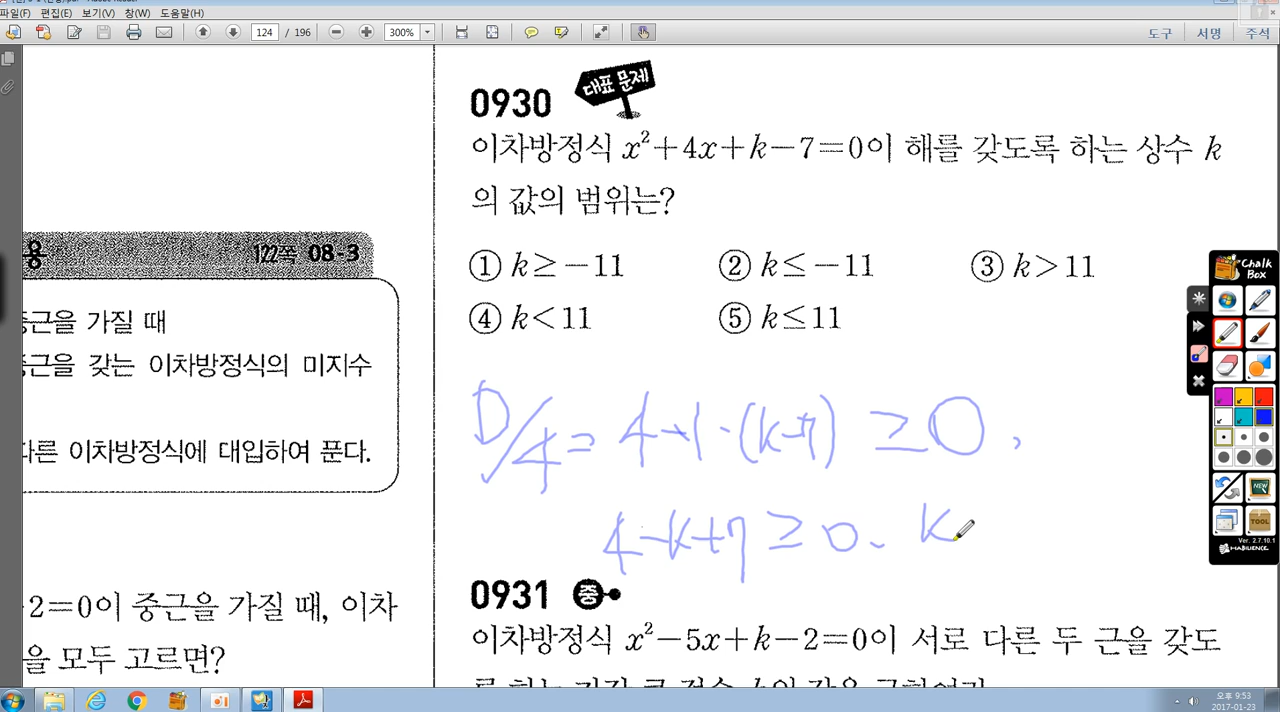 파일(F) 편집(E) 보기(V) 창(W) 도움말(H)
124 / 196 300% 도구 서명 주석
용 122쪽 08-3
중근을 가질 때
중근을 갖는 이차방정식의 미지수
다른 이차방정식에 대입하여 푼다.
2=0이 중근을 가질 때, 이차
을 모두 고르면?
0930 대표 문제
이차방정식 x²+4x+k-7=0이 해를 갖도록 하는 상수 k
의 값의 범위는?
① k≥-11 ② k≤-11 ③ k>11
④ k<11 ⑤ k≤11
D/4 = 4-1·(k-7) ≥0,
4-k+7 ≥ 0. k
0931 중
이차방정식 x²-5x+k-2=0이 서로 다른 두 근을 갖도
Chalk Box
NEW
TOOL
Ver. 2.7.10.1
HABILIENCE
오후 9:53
2017-01-23